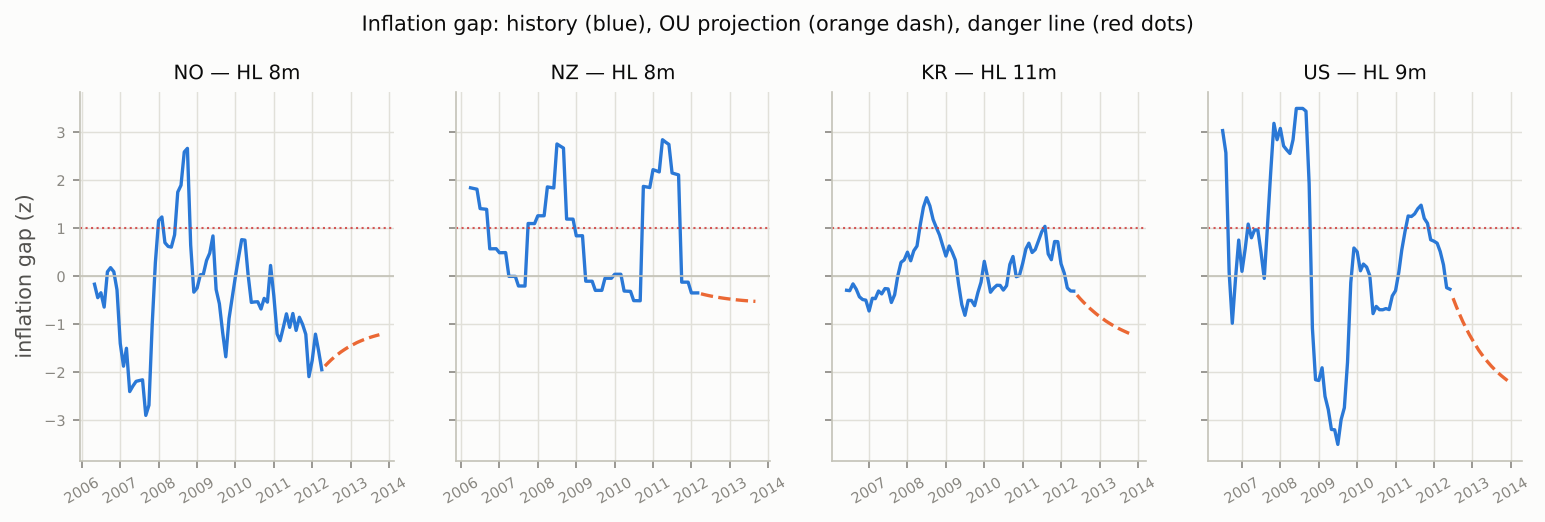 Inflation gap: history (blue), OU projection (orange dash), danger line (red dots)
NO — HL 8m
NZ — HL 8m
KR — HL 11m
US — HL 9m
inflation gap (z)
3
2
1
0
−1
−2
−3
2006 2007 2008 2009 2010 2011 2012 2013 2014
2006 2007 2008 2009 2010 2011 2012 2013 2014
2007 2008 2009 2010 2011 2012 2013 2014
2007 2008 2009 2010 2011 2012 2013 2014